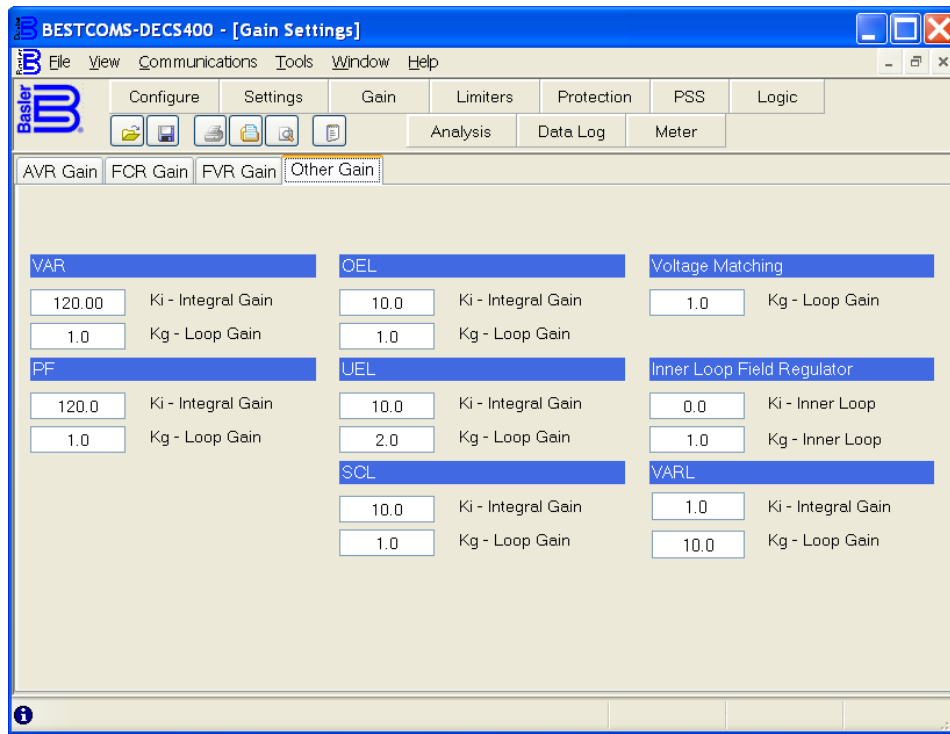 BESTCOMS-DECS400 - [Gain Settings]
File View Communications Tools Window Help
Basler
Configure Settings Gain Limiters Protection PSS Logic
Analysis Data Log Meter
AVR Gain FCR Gain FVR Gain Other Gain
VAR OEL Voltage Matching
120.00 Ki - Integral Gain 10.0 Ki - Integral Gain 1.0 Kg - Loop Gain
1.0 Kg - Loop Gain 1.0 Kg - Loop Gain
PF UEL Inner Loop Field Regulator
120.0 Ki - Integral Gain 10.0 Ki - Integral Gain 0.0 Ki - Inner Loop
1.0 Kg - Loop Gain 2.0 Kg - Loop Gain 1.0 Kg - Inner Loop
SCL VARL
10.0 Ki - Integral Gain 1.0 Ki - Integral Gain
1.0 Kg - Loop Gain 10.0 Kg - Loop Gain